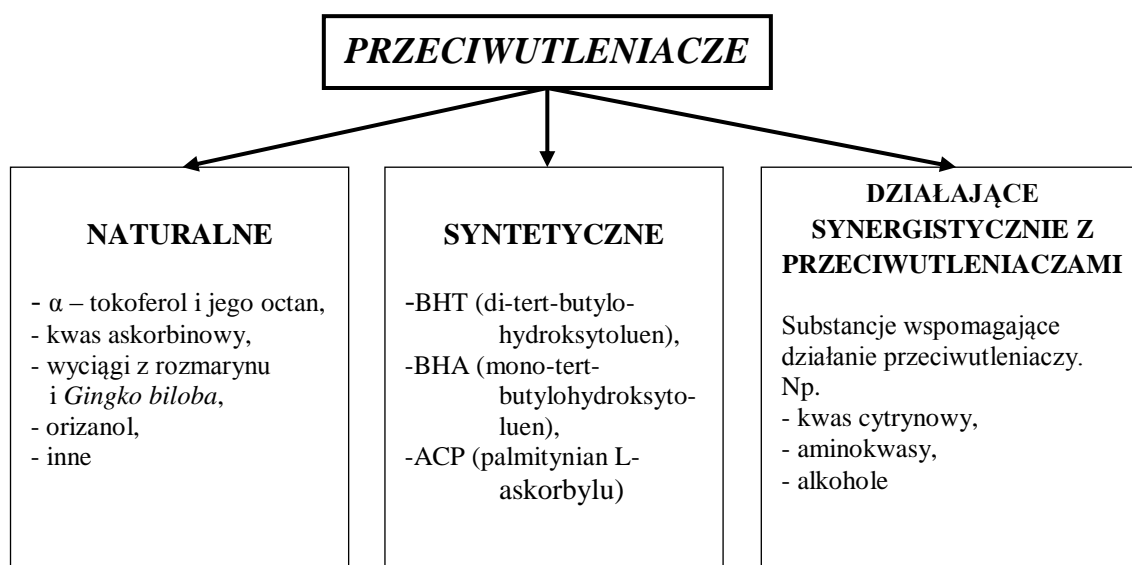 PRZECIWUTLENIACZE
NATURALNE
- α – tokoferol i jego octan,
- kwas askorbinowy,
- wyciągi z rozmarynu
i Gingko biloba,
- orizanol,
- inne
SYNTETYCZNE
-BHT (di-tert-butylo-
hydroksytoluen),
-BHA (mono-tert-
butylohydroksyto-
luen),
-ACP (palmitynian L-
askorbylu)
DZIAŁAJĄCE
SYNERGISTYCZNIE Z
PRZECIWUTLENIACZAMI
Substancje wspomagające
działanie przeciwutleniaczy.
Np.
- kwas cytrynowy,
- aminokwasy,
- alkohole